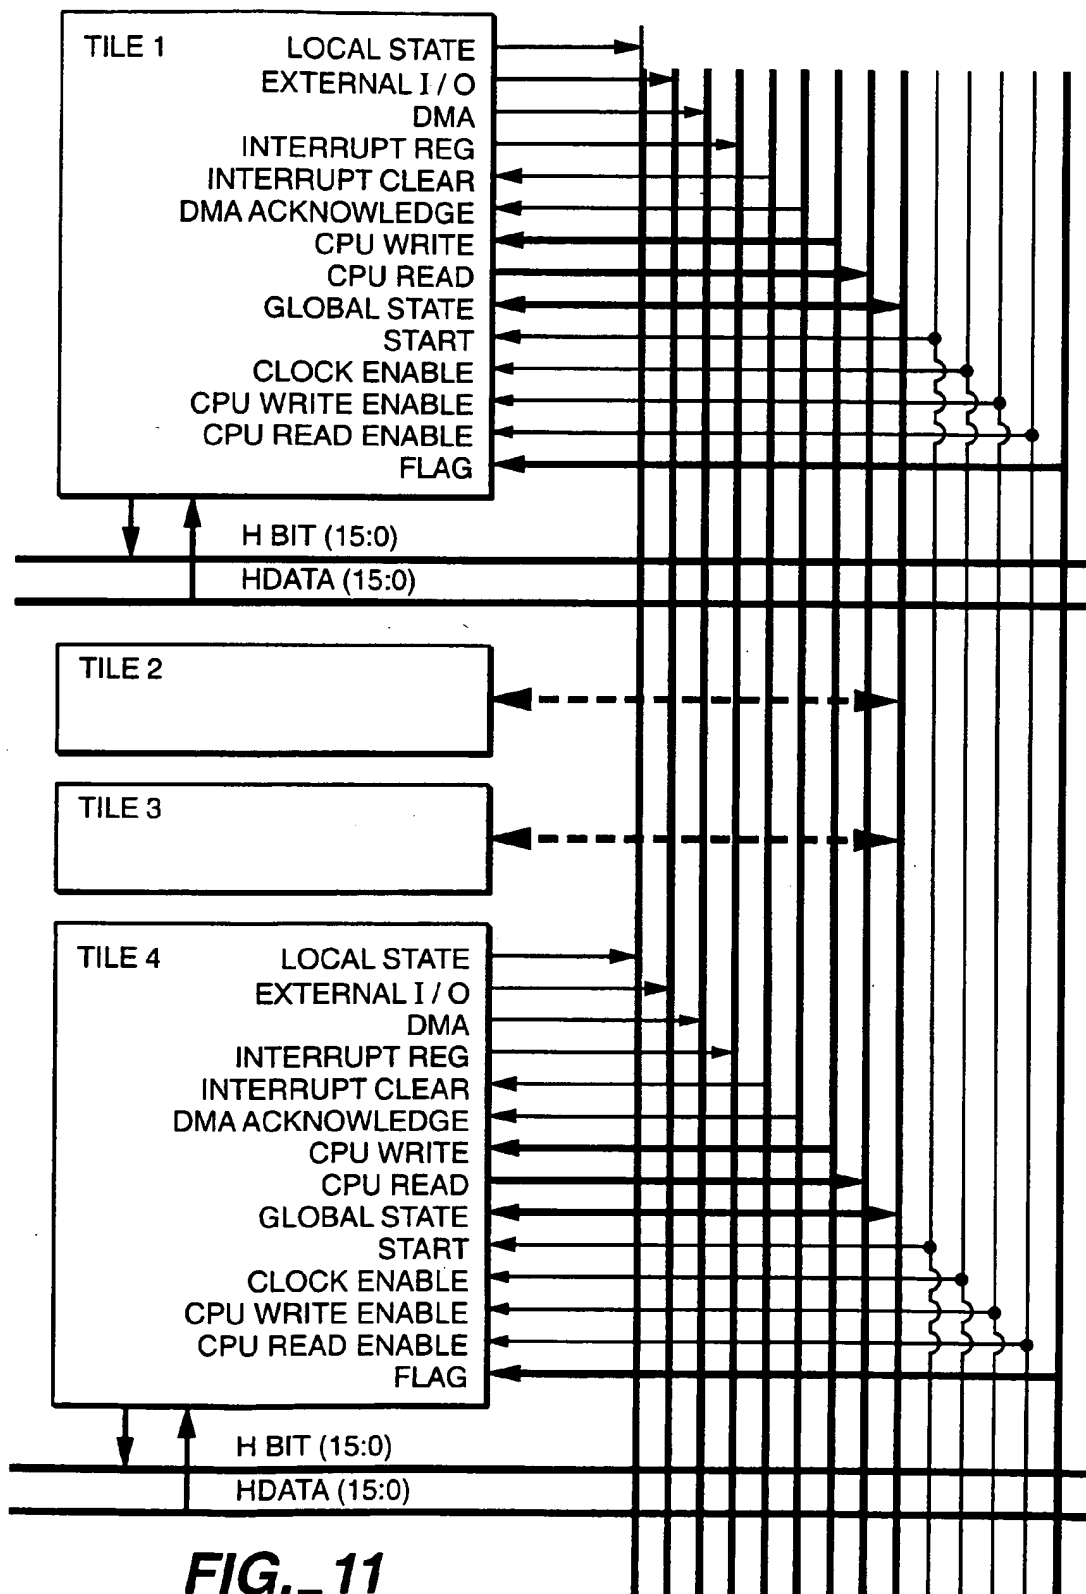 TILE 1
LOCAL STATE
EXTERNAL I / O
DMA
INTERRUPT REG
INTERRUPT CLEAR
DMA ACKNOWLEDGE
CPU WRITE
CPU READ
GLOBAL STATE
START
CLOCK ENABLE
CPU WRITE ENABLE
CPU READ ENABLE
FLAG
H BIT (15:0)
HDATA (15:0)
TILE 2
TILE 3
TILE 4
LOCAL STATE
EXTERNAL I / O
DMA
INTERRUPT REG
INTERRUPT CLEAR
DMA ACKNOWLEDGE
CPU WRITE
CPU READ
GLOBAL STATE
START
CLOCK ENABLE
CPU WRITE ENABLE
CPU READ ENABLE
FLAG
H BIT (15:0)
HDATA (15:0)
FIG._11